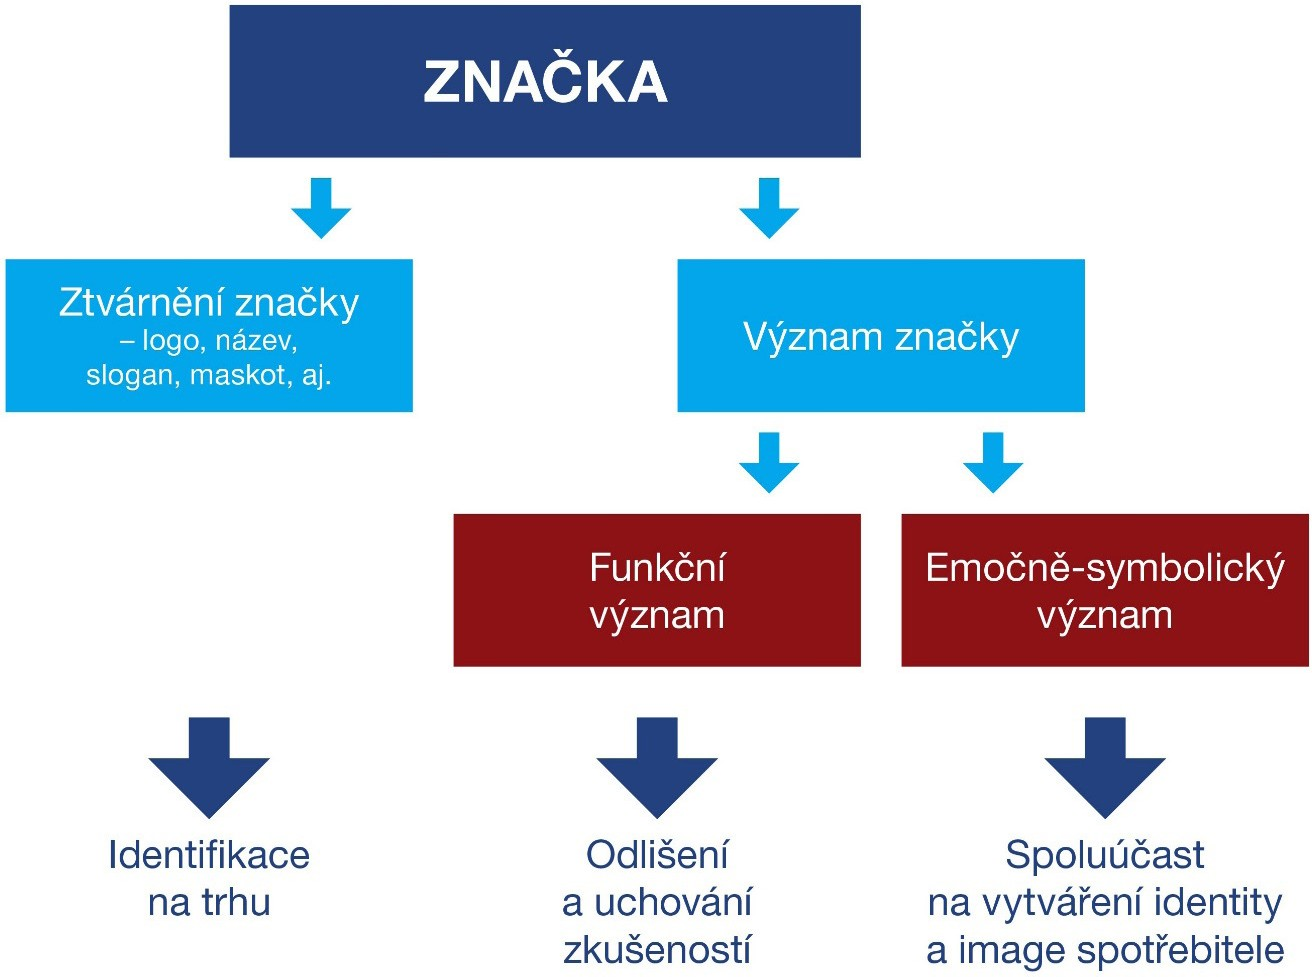 ZNAČKA
Ztvárnění značky
– logo, název,
slogan, maskot, aj.
Význam značky
Funkční
význam
Emočně-symbolický
význam
Identifikace
na trhu
Odlišení
a uchování
zkušeností
Spoluúčast
na vytváření identity
a image spotřebitele